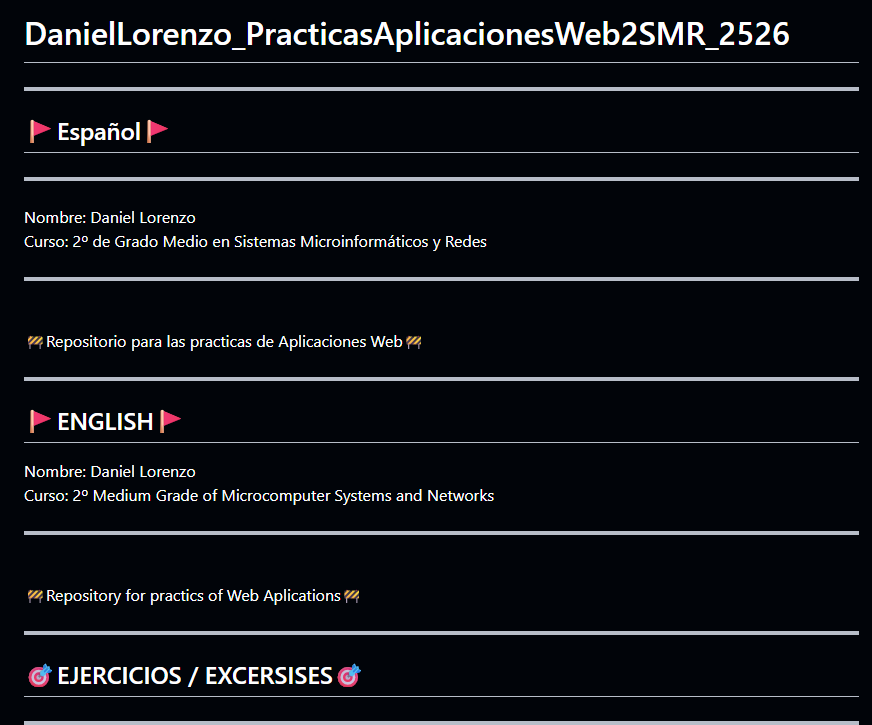 DanielLorenzo_PracticasAplicacionesWeb2SMR_2526
Español
Nombre: Daniel Lorenzo
Curso: 2º de Grado Medio en Sistemas Microinformáticos y Redes
Repositorio para las practicas de Aplicaciones Web
ENGLISH
Nombre: Daniel Lorenzo
Curso: 2º Medium Grade of Microcomputer Systems and Networks
Repository for practics of Web Aplications
EJERCICIOS / EXCERSISES